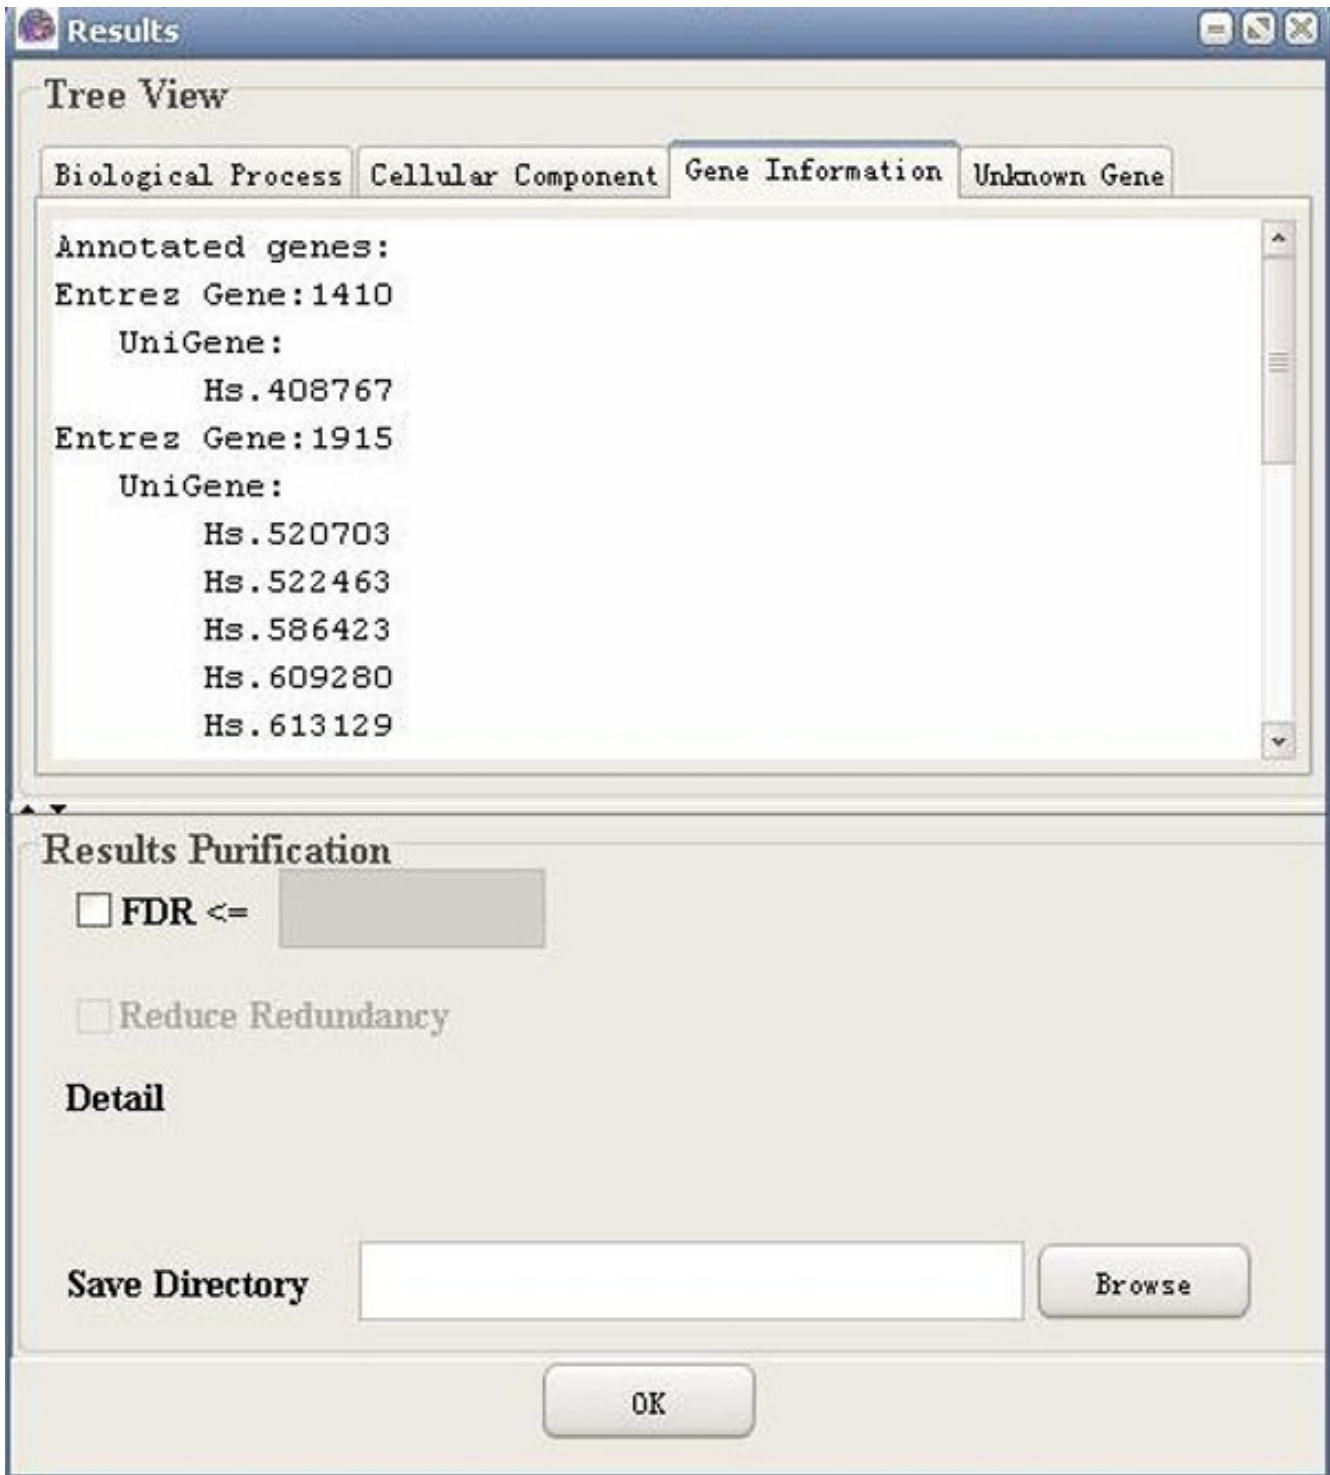 Results
Tree View
Biological Process Cellular Component Gene Information Unknown Gene
Annotated genes:
Entrez Gene:1410
UniGene:
Hs.408767
Entrez Gene:1915
UniGene:
Hs.520703
Hs.522463
Hs.586423
Hs.609280
Hs.613129
Results Purification
FDR <=
Reduce Redundancy
Detail
Save Directory Browse
OK